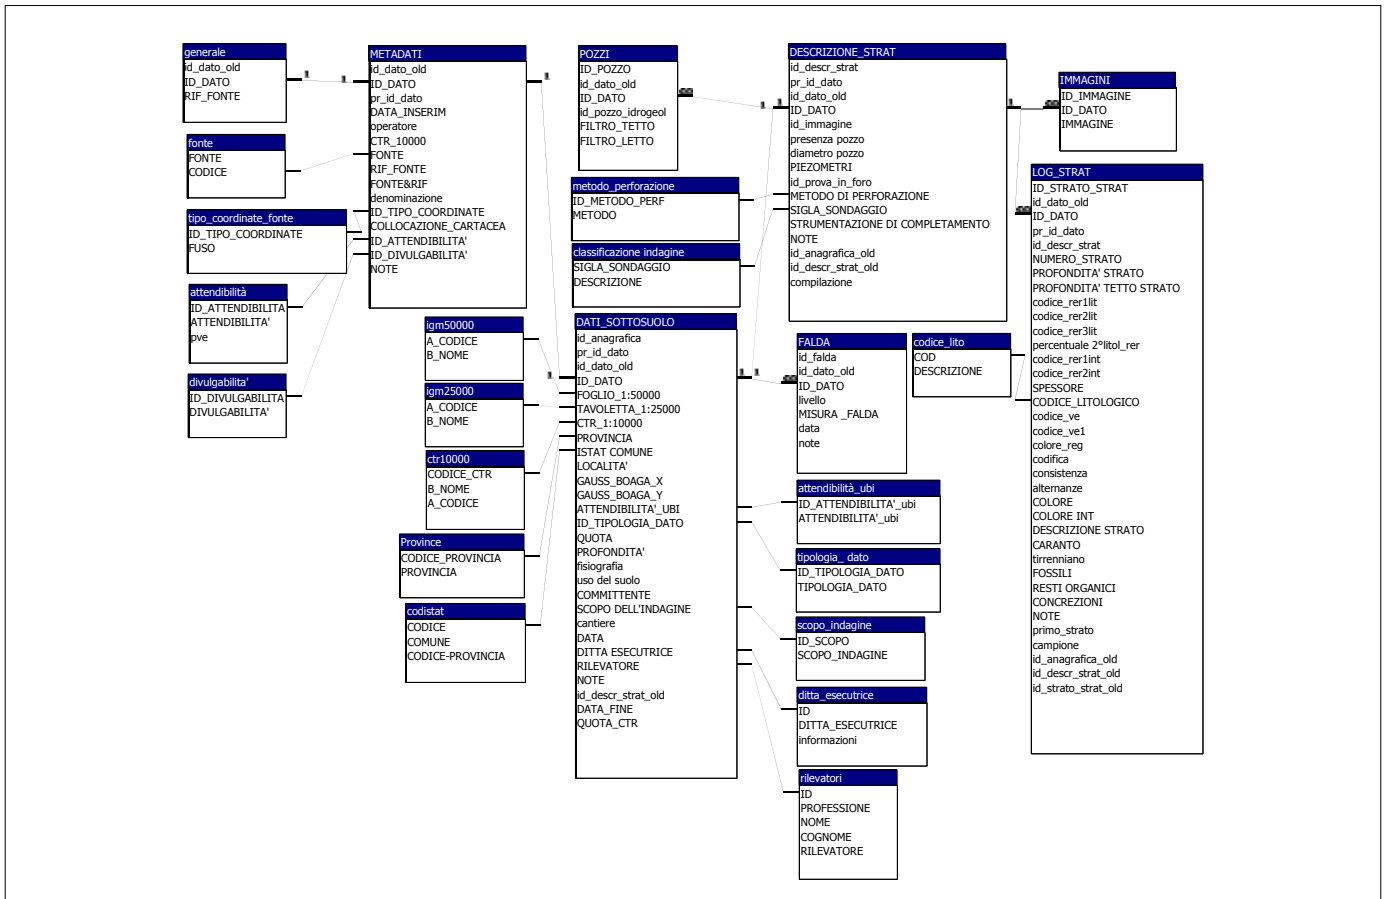 generale
id_dato_old
ID_DATO
RIF_FONTE
fonte
FONTE
CODICE
tipo_coordinate_fonte
ID_TIPO_COORDINATE
FUSO
attendibilità
ID_ATTENDIBILITA
ATTENDIBILITA'
pve
divulgabilita'
ID_DIVULGABILITA
DIVULGABILITA'
METADATI
id_dato_old
ID_DATO
pr_id_dato
DATA_INSERIM
operatore
CTR_10000
FONTE
RIF_FONTE
FONTE&RIF
denominazione
ID_TIPO_COORDINATE
COLLOCAZIONE_CARTACEA
ID_ATTENDIBILITA'
ID_DIVULGABILITA'
NOTE
igm50000
A_CODICE
B_NOME
igm25000
A_CODICE
B_NOME
ctr10000
CODICE_CTR
B_NOME
A_CODICE
Province
CODICE_PROVINCIA
PROVINCIA
codistat
CODICE
COMUNE
CODICE-PROVINCIA
POZZI
ID_POZZO
id_dato_old
ID_DATO
id_pozzo_idrogeol
FILTRO_TETTO
FILTRO_LETTO
metodo_perforazione
ID_METODO_PERF
METODO
classificazione indagine
SIGLA_SONDAGGIO
DESCRIZIONE
DATI_SOTTOSUOLO
id_anagrafica
pr_id_dato
id_dato_old
ID_DATO
FOGLIO_1:50000
TAVOLETTA_1:25000
CTR_1:10000
PROVINCIA
ISTAT COMUNE
LOCALITA'
GAUSS_BOAGA_X
GAUSS_BOAGA_Y
ATTENDIBILITA'_UBI
ID_TIPOLOGIA_DATO
QUOTA
PROFONDITA'
fisiografia
uso del suolo
COMMITTENTE
SCOPO DELL'INDAGINE
cantiere
DATA
DITTA ESECUTRICE
RILEVATORE
NOTE
id_descr_strat_old
DATA_FINE
QUOTA_CTR
DESCRIZIONE_STRAT
id_descr_strat
pr_id_dato
id_dato_old
ID_DATO
id_immagine
presenza pozzo
diametro pozzo
PIEZOMETRI
id_prova_in_foro
METODO DI PERFORAZIONE
SIGLA_SONDAGGIO
STRUMENTAZIONE DI COMPLETAMENTO
NOTE
id_anagrafica_old
id_descr_strat_old
compilazione
FALDA
id_falda
id_dato_old
ID_DATO
livello
MISURA _FALDA
data
note
codice_lito
COD
DESCRIZIONE
attendibilità_ubi
ID_ATTENDIBILITA'_ubi
ATTENDIBILITA'_ubi
tipologia_ dato
ID_TIPOLOGIA_DATO
TIPOLOGIA_DATO
scopo_indagine
ID_SCOPO
SCOPO_INDAGINE
ditta_esecutrice
ID
DITTA_ESECUTRICE
informazioni
rilevatori
ID
PROFESSIONE
NOME
COGNOME
RILEVATORE
IMMAGINI
ID_IMMAGINE
ID_DATO
IMMAGINE
LOG_STRAT
ID_STRATO_STRAT
id_dato_old
ID_DATO
pr_id_dato
id_descr_strat
NUMERO_STRATO
PROFONDITA' STRATO
PROFONDITA' TETTO STRATO
codice_rer1lit
codice_rer2lit
codice_rer3lit
percentuale 2°litol_rer
codice_rer1int
codice_rer2int
SPESSORE
CODICE_LITOLOGICO
codice_ve
codice_ve1
colore_reg
codifica
consistenza
alternanze
COLORE
COLORE INT
DESCRIZIONE STRATO
CARANTO
tirrenniano
FOSSILI
RESTI ORGANICI
CONCREZIONI
NOTE
primo_strato
campione
id_anagrafica_old
id_descr_strat_old
id_strato_strat_old